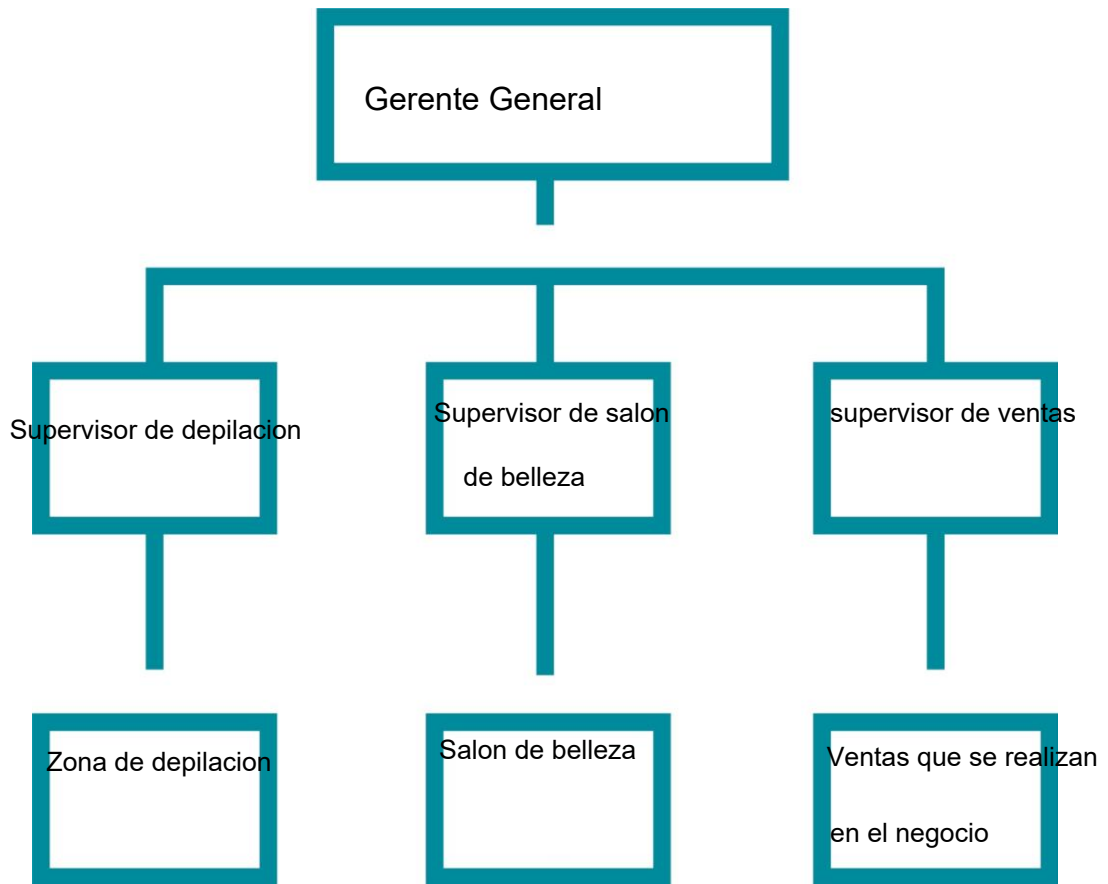 Gerente General
Supervisor de depilacion
Supervisor de salon
de belleza
supervisor de ventas
Zona de depilacion
Salon de belleza
Ventas que se realizan
en el negocio